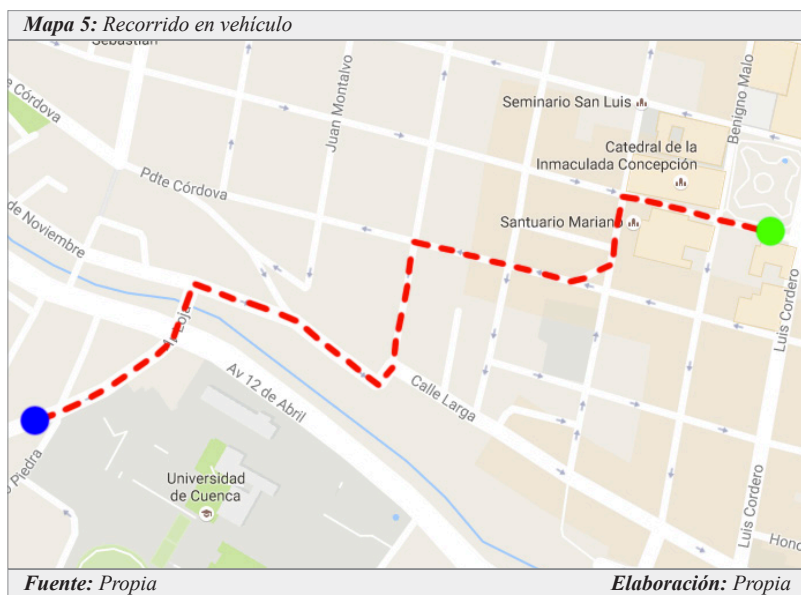 Mapa 5: Recorrido en vehículo
Sebastián
Juan Montalvo
Benigno Malo
Seminario San Luis
Catedral de la
Inmaculada Concepción
Pdte Córdova
e Córdova
Santuario Mariano
de Noviembre
Av Loja
Luis Cordero
Av 12 de Abril
Calle Larga
o Piedra
Universidad
de Cuenca
Luis Cordero
Hono
Fuente: Propia
Elaboración: Propia